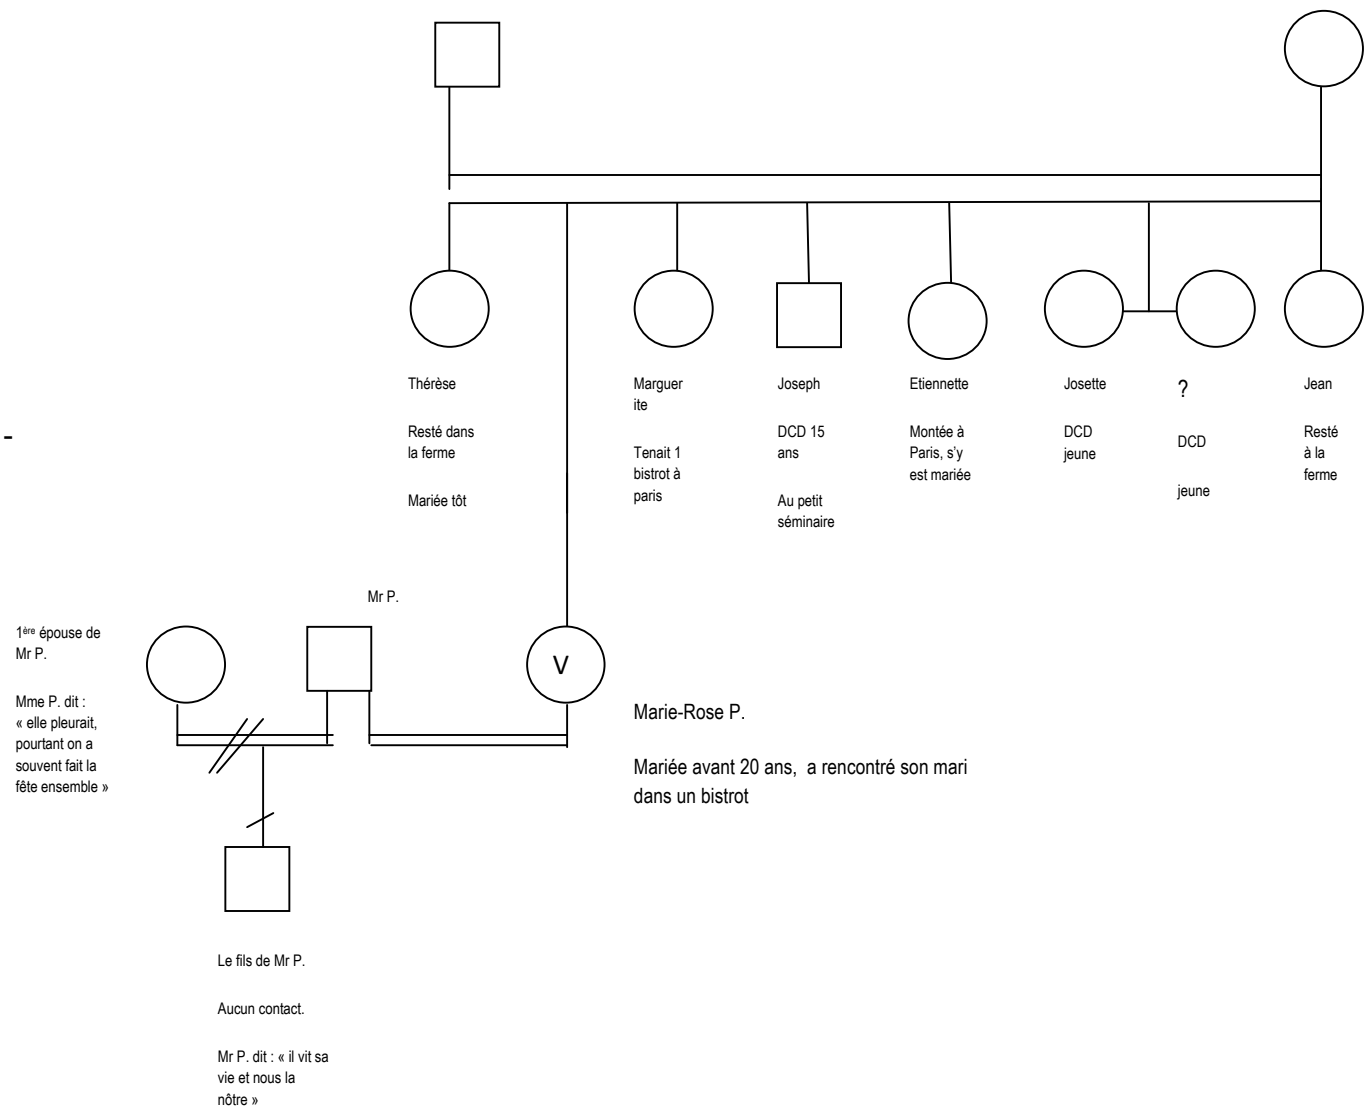 Thérèse
Resté dans
la ferme
Mariée tôt
Marguer
ite
Tenait 1
bistrot à
paris
Joseph
DCD 15
ans
Au petit
séminaire
Etiennette
Montée à
Paris, s’y
est mariée
Josette
DCD
jeune
?
DCD
jeune
Jean
Resté
à la
ferme
-
Mr P.
1ère épouse de
Mr P.
Mme P. dit :
« elle pleurait,
pourtant on a
souvent fait la
fête ensemble »
V
Marie-Rose P.
Mariée avant 20 ans,  a rencontré son mari
dans un bistrot
Le fils de Mr P.
Aucun contact.
Mr P. dit : « il vit sa
vie et nous la
nôtre »